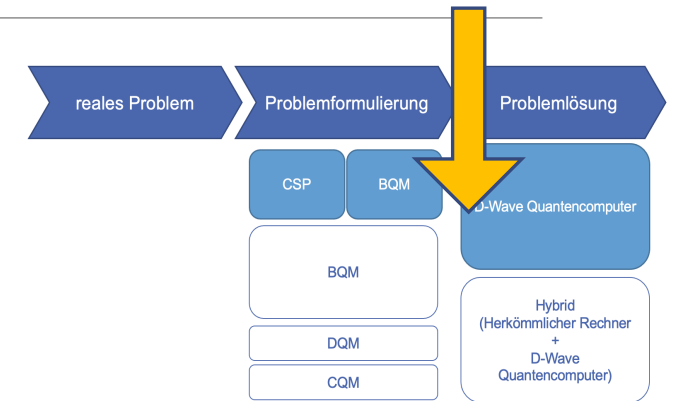 reales Problem
Problemformulierung
Problemlösung
CSP
BQM
-Wave Quantencomputer
BQM
Hybrid
(Herkömmlicher Rechner
+
D-Wave
Quantencomputer)
DQM
CQM